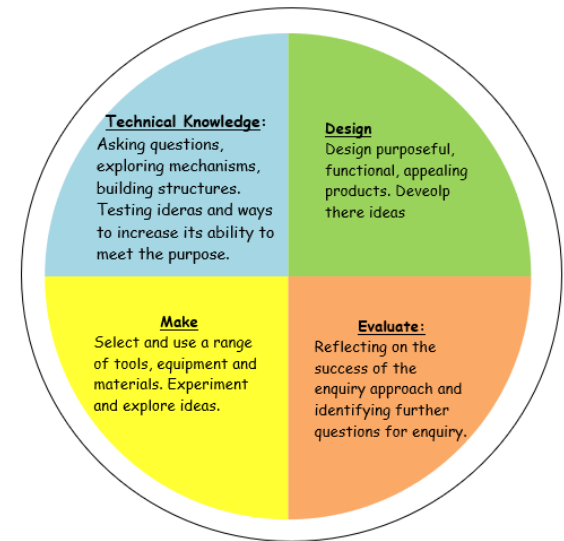 Technical Knowledge:
Asking questions,
exploring mechanisms,
building structures.
Testing ideras and ways
to increase its ability to
meet the purpose.
Design
Design purposeful,
functional, appealing
products. Deveolp
there ideas
Make
Select and use a range
of tools, equipment and
materials. Experiment
and explore ideas.
Evaluate:
Reflecting on the
success of the
enquiry approach and
identifying further
questions for enquiry.